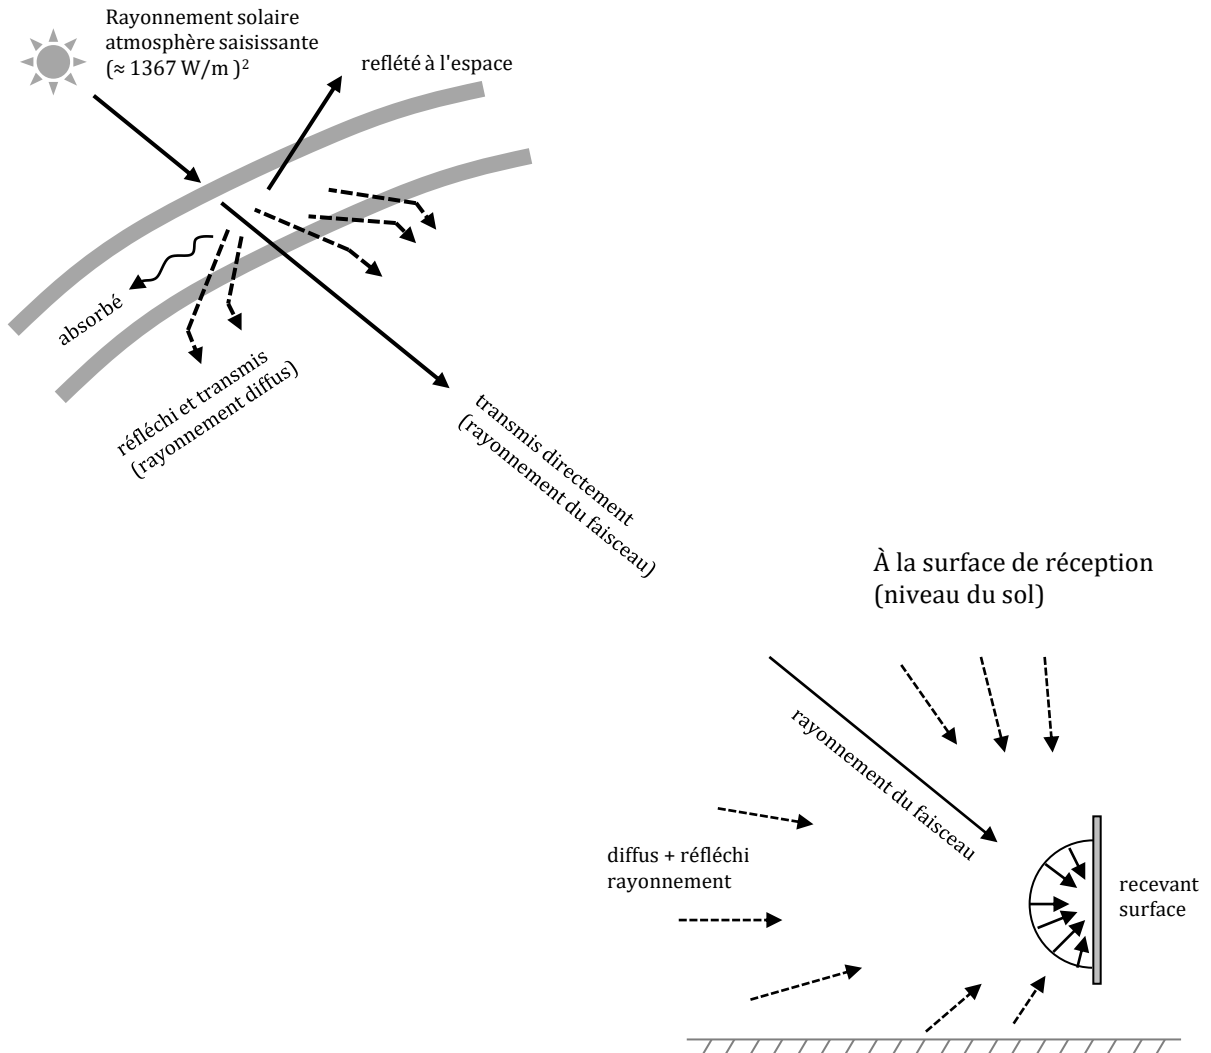 Rayonnement solaire
atmosphère saisissante
(≈ 1367 W/m )²
reflété à l'espace
absorbé
réfléchi et transmis
(rayonnement diffus)
transmis directement
(rayonnement du faisceau)
À la surface de réception
(niveau du sol)
rayonnement du faisceau
diffus + réfléchi
rayonnement
recevant
surface